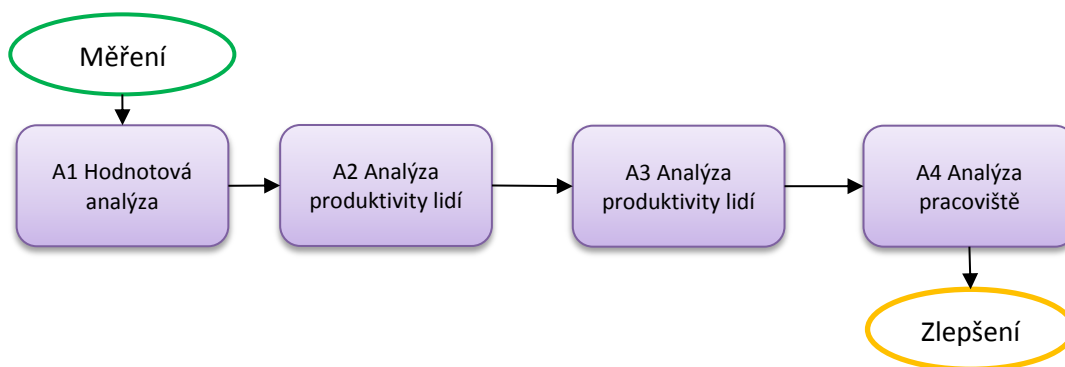 Měření
A1 Hodnotová
analýza
A2 Analýza
produktivity lidí
A3 Analýza
produktivity lidí
A4 Analýza
pracoviště
Zlepšení